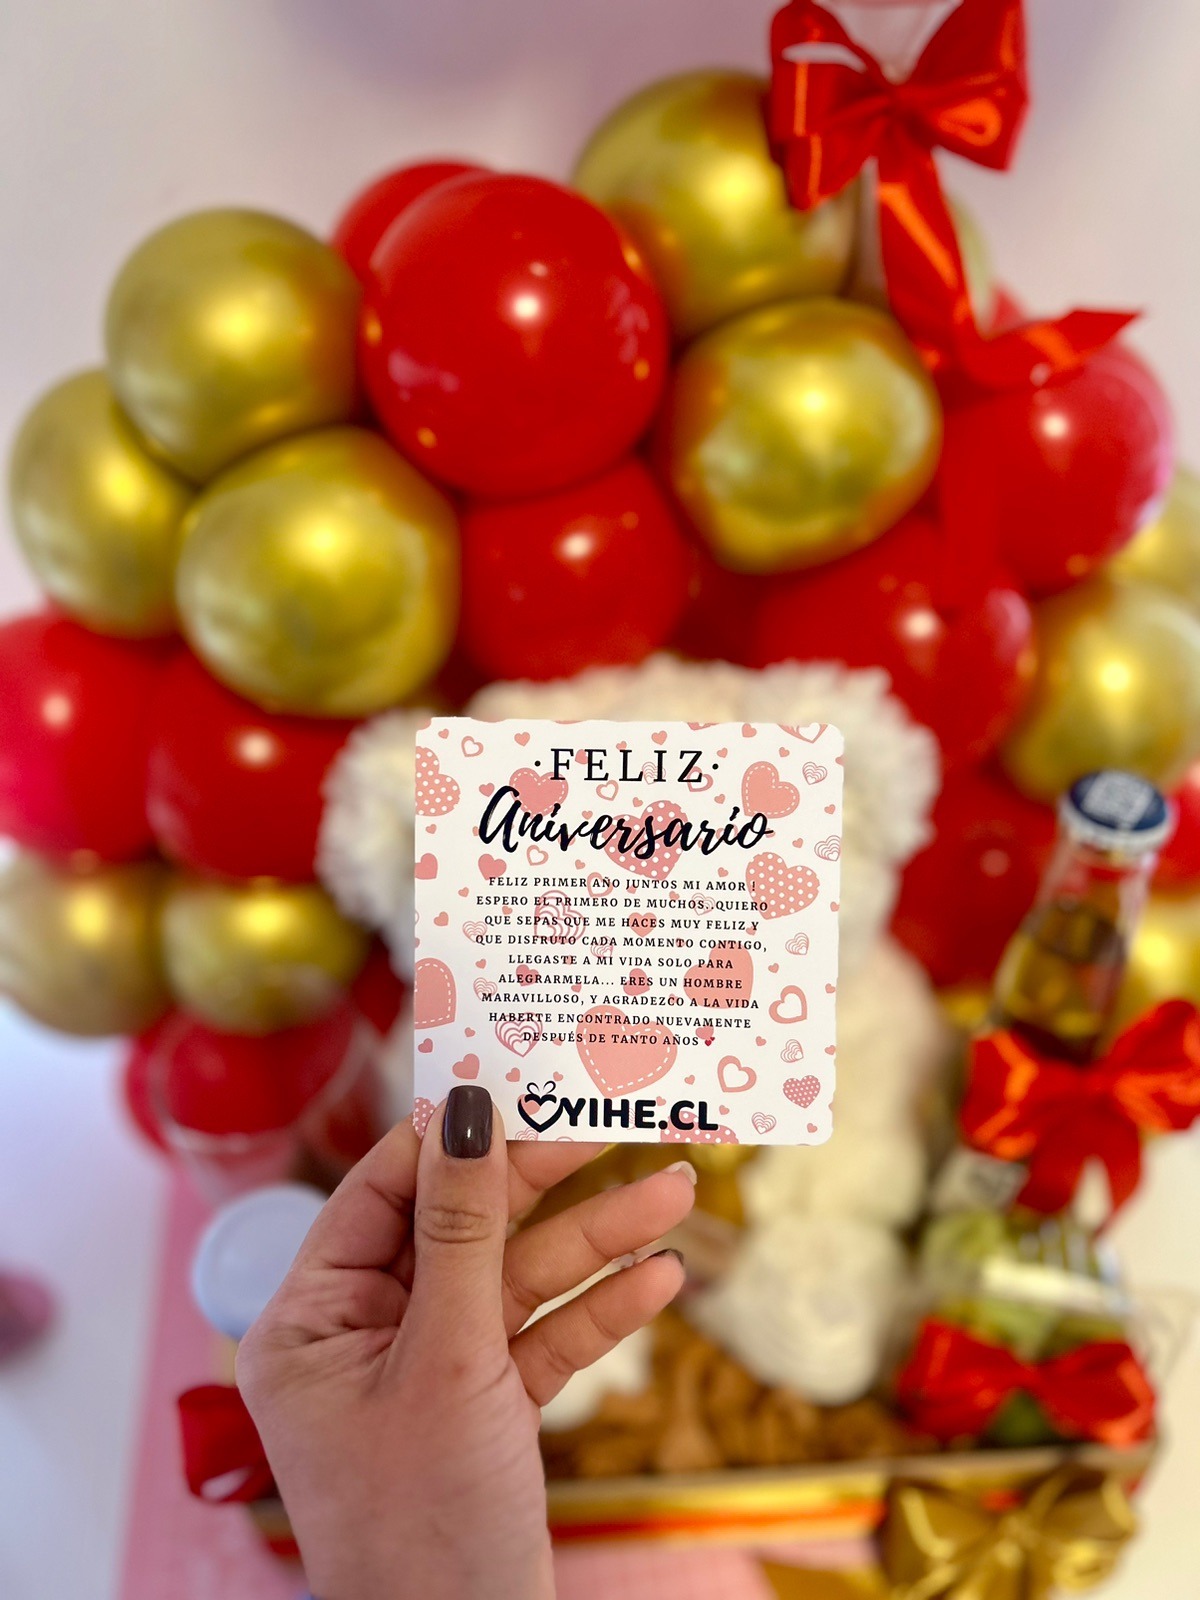 ·FELIZ·
Aniversario
FELIZ PRIMER AÑO JUNTOS MI AMOR !
ESPERO EL PRIMERO DE MUCHOS..QUIERO
QUE SEPAS QUE ME HACES MUY FELIZ Y
QUE DISFRUTO CADA MOMENTO CONTIGO,
LLEGASTE A MI VIDA SOLO PARA
ALEGRARMELA... ERES UN HOMBRE
MARAVILLOSO, Y AGRADEZCO A LA VIDA
HABERTE ENCONTRADO NUEVAMENTE
DESPUÉS DE TANTO AÑOS
YIHE.CL